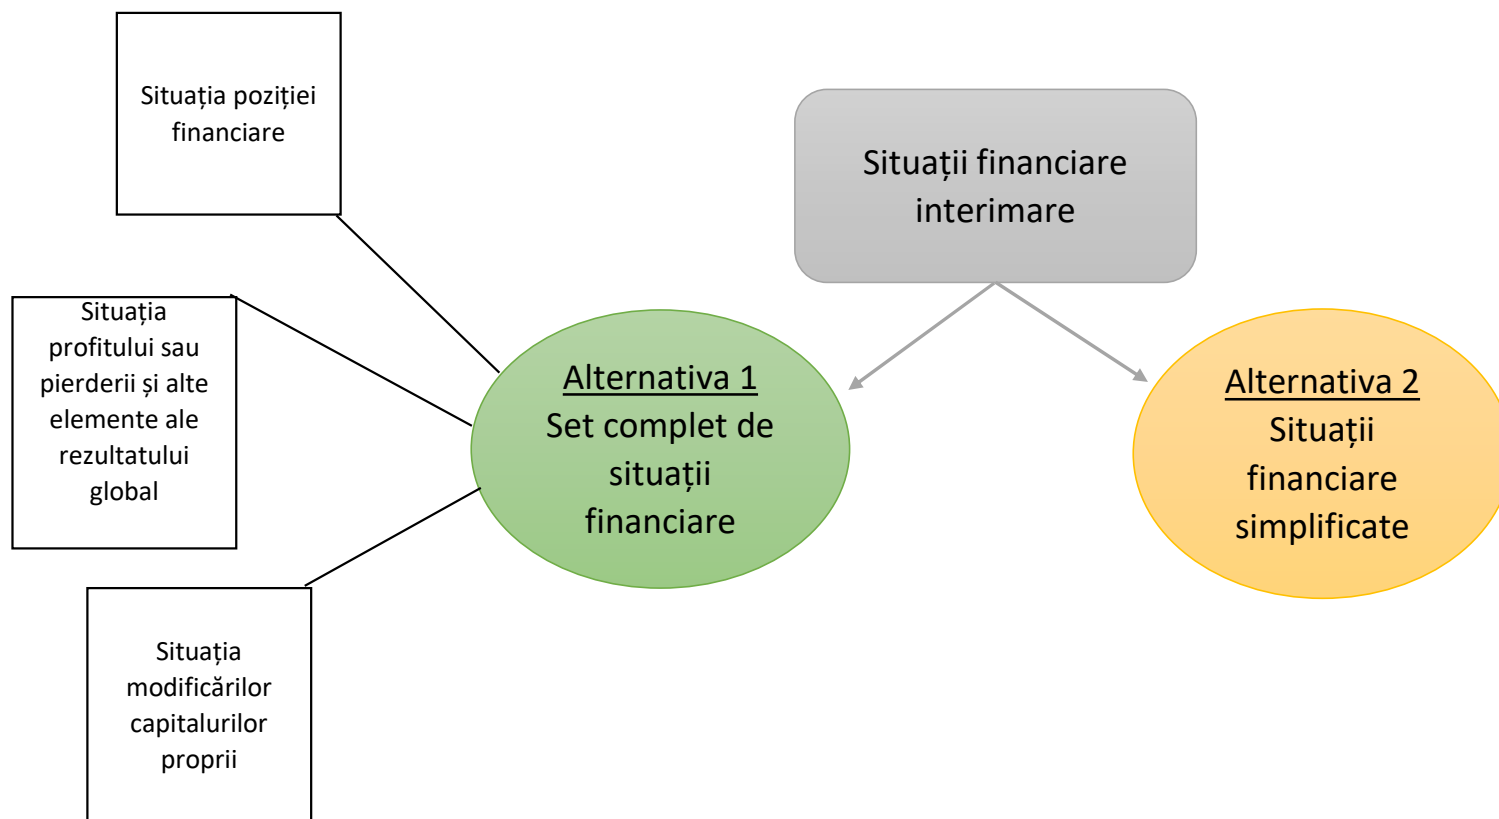 Situația poziției
financiare
Situații financiare
interimare
Situația
profitului sau
pierderii și alte
elemente ale
rezultatului
global
Alternativa 1
Set complet de
situații
financiare
Alternativa 2
Situații
financiare
simplificate
Situația
modificărilor
capitalurilor
proprii